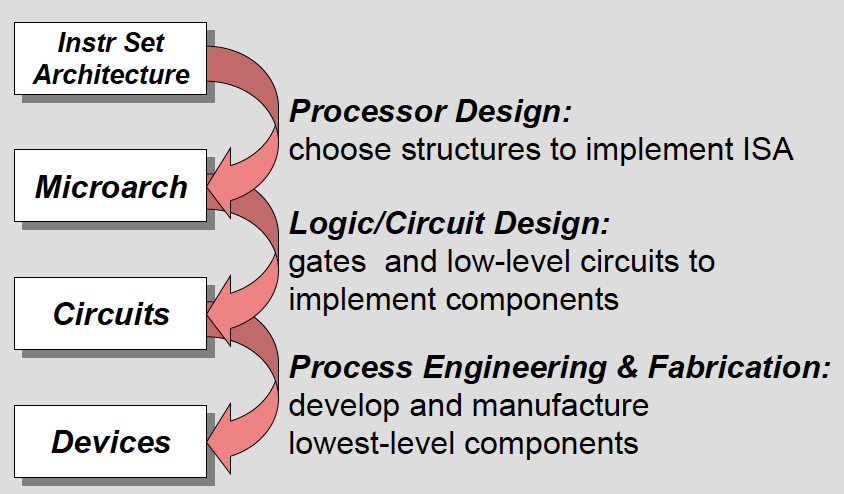 Instr Set
Architecture
Processor Design:
choose structures to implement ISA
Microarch
Logic/Circuit Design:
gates  and low-level circuits to
implement components
Circuits
Process Engineering & Fabrication:
develop and manufacture
lowest-level components
Devices